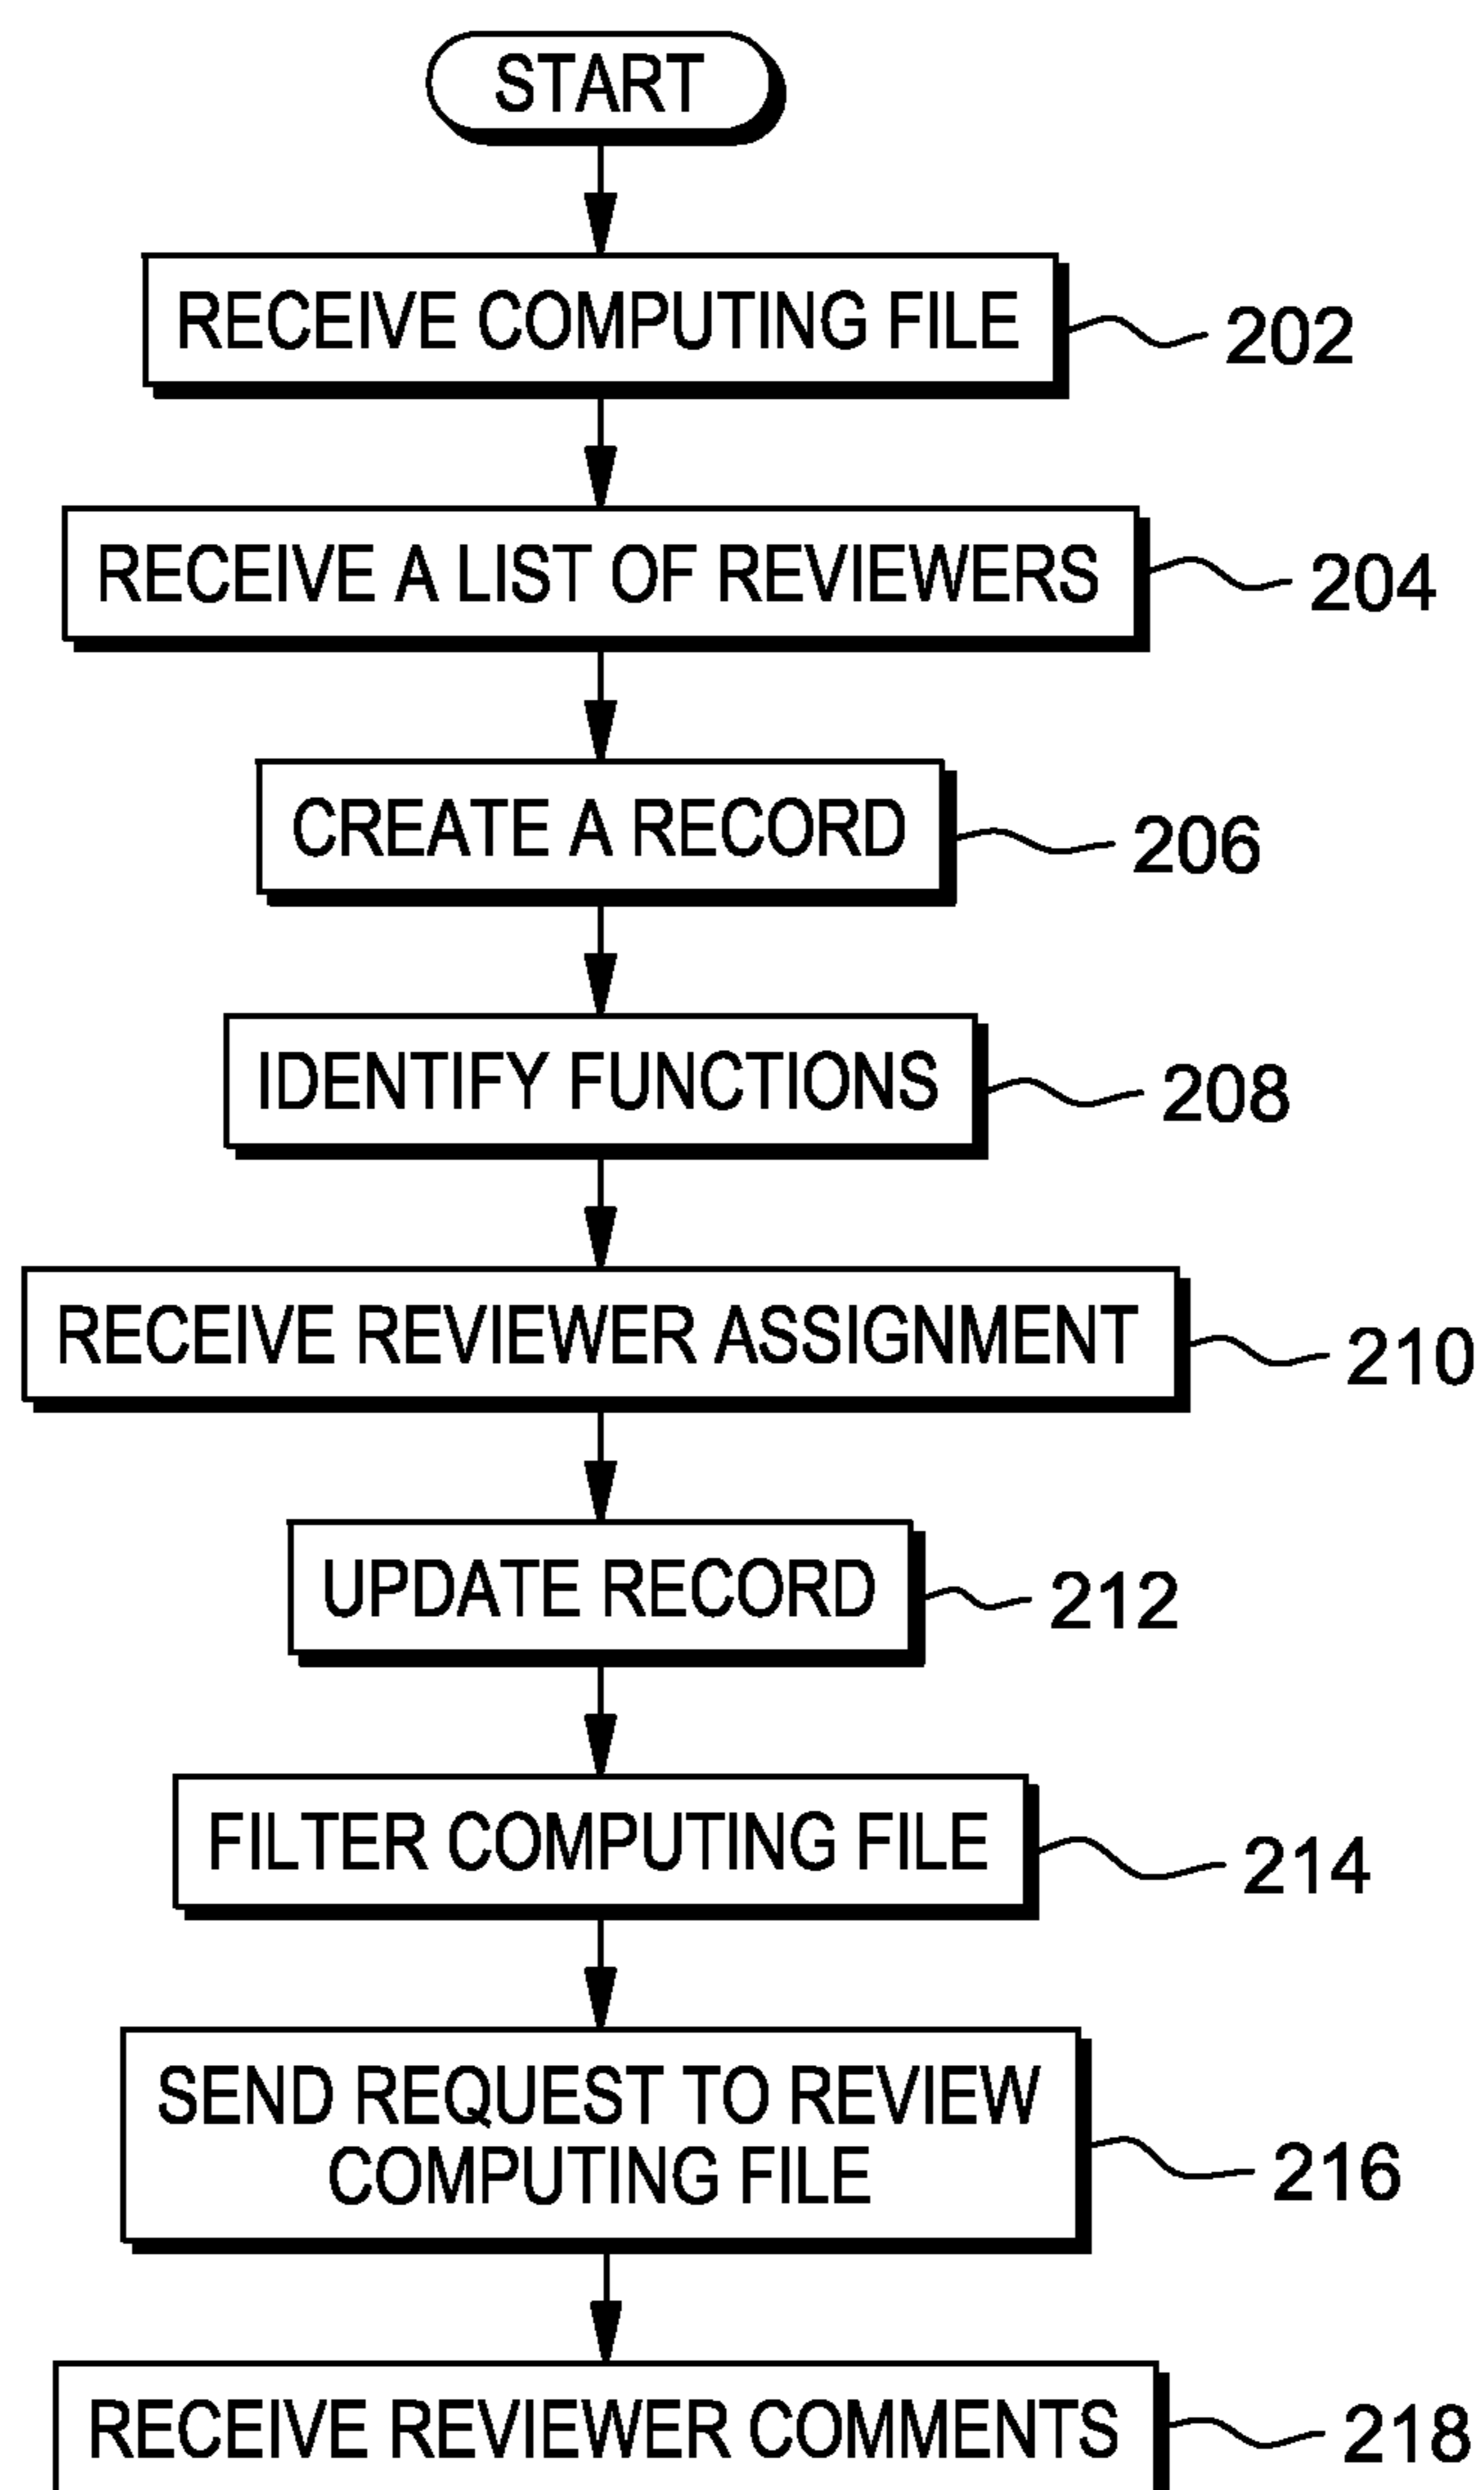 START
RECEIVE COMPUTING FILE
202
RECEIVE A LIST OF REVIEWERS
204
CREATE A RECORD
206
IDENTIFY FUNCTIONS
208
RECEIVE REVIEWER ASSIGNMENT
210
UPDATE RECORD
212
FILTER COMPUTING FILE
214
SEND REQUEST TO REVIEW
COMPUTING FILE
216
RECEIVE REVIEWER COMMENTS
218